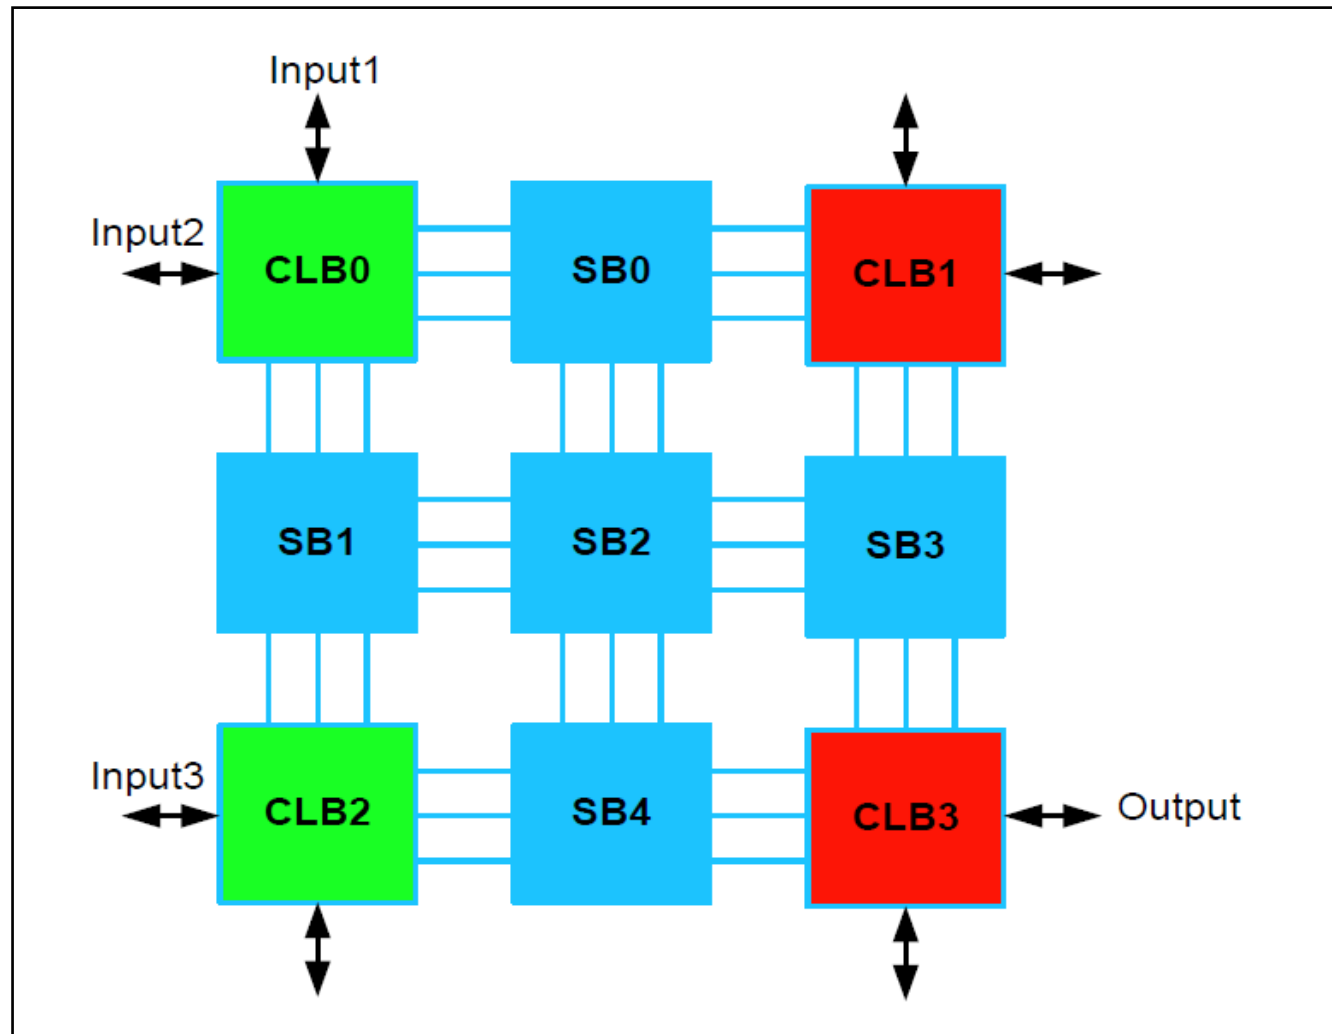 Input1
Input2
CLB0
SB0
CLB1
SB1
SB2
SB3
Input3
CLB2
SB4
CLB3
Output